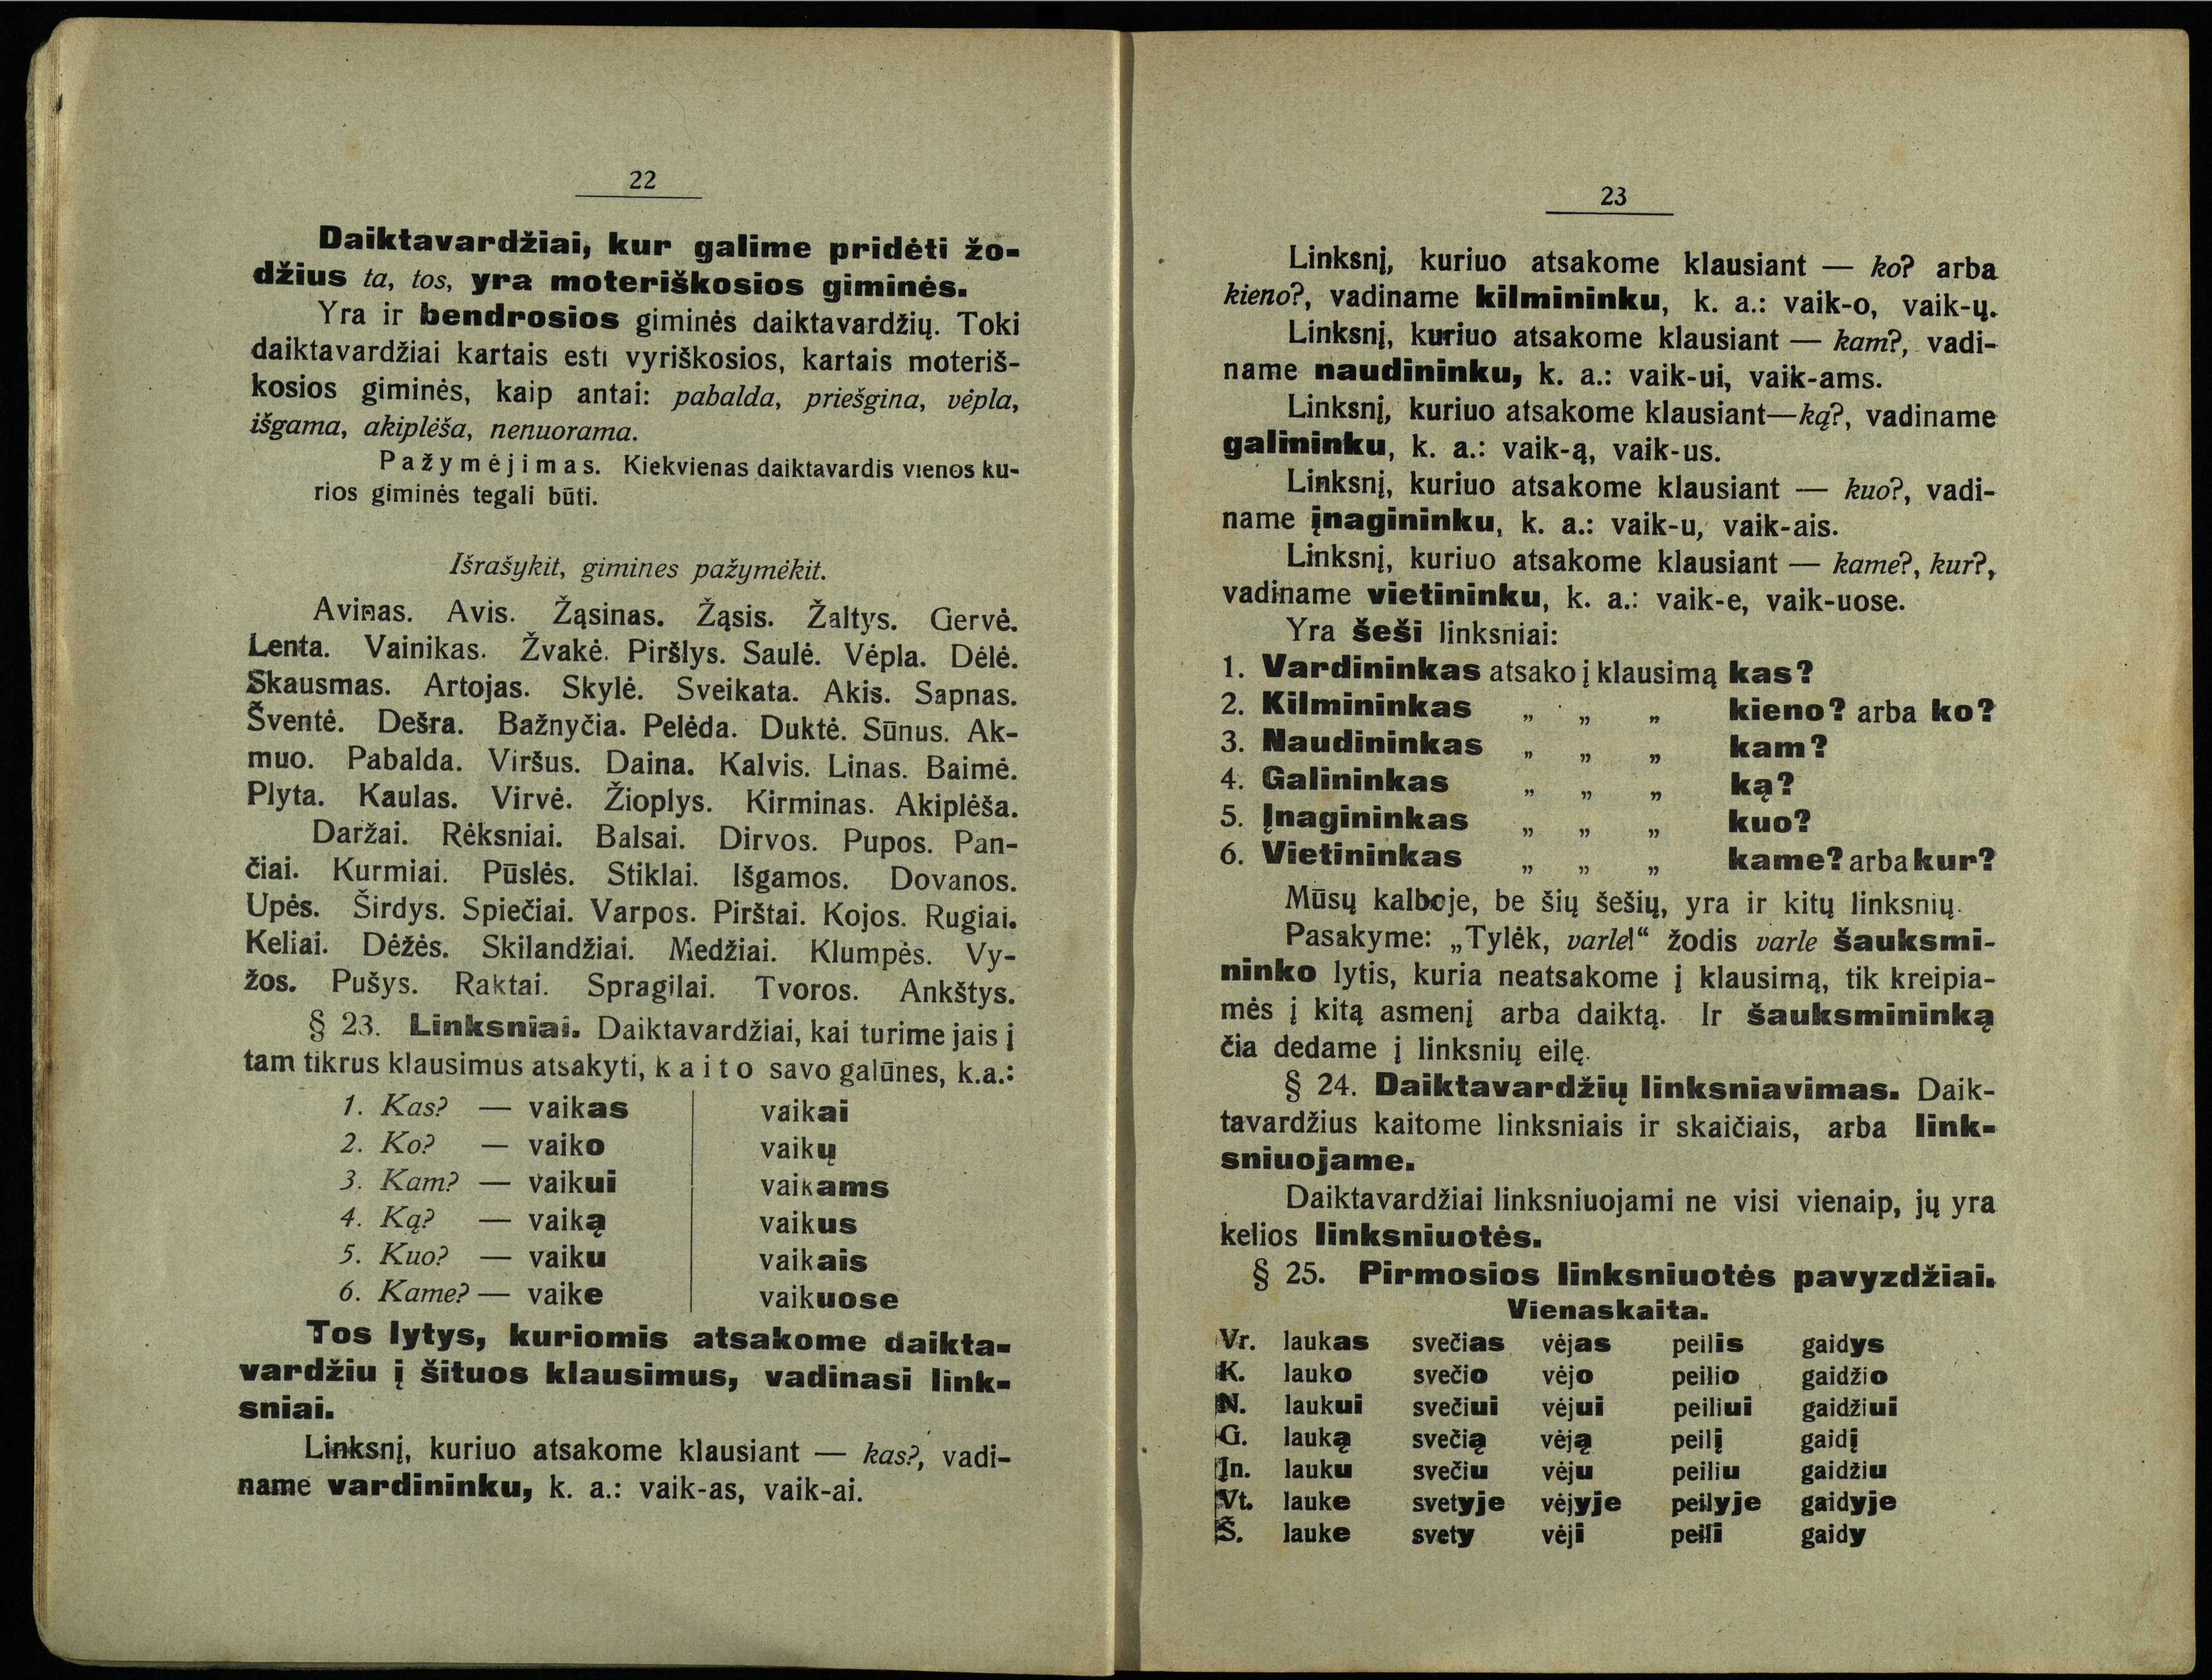 22
Daiktavardžiai, kur galime pridėti žo-
džius ta, tos, yra moteriškosios giminės.
Yra ir bendrosios giminės daiktavardžių. Toki
daiktavardžiai kartais esti vyriškosios, kartais moteriš-
kosios giminės, kaip antai: pabalda, priešgina, vėpla,
išgama, akiplėša, nenuorama.
Pažymėjimas. Kiekvienas daiktavardis vienos ku-
rios giminės tegali būti.
Išrašykit, gimines pažymėkit.
Avinas. Avis. Žąsinas. Žąsis. Žaltys. Gervė.
Lenta. Vainikas. Žvakė. Piršlys. Saulė. Vėpla. Dėlė.
Skausmas. Artojas. Skylė. Sveikata. Akis. Sapnas.
Šventė. Dešra. Bažnyčia. Pelėda. Duktė. Sūnus. Ak-
muo. Pabalda. Viršus. Daina. Kalvis. Linas. Baimė.
Plyta. Kaulas. Virvė. Žioplys. Kirminas. Akiplėša.
Daržai. Rėksniai. Balsai. Dirvos. Pupos. Pan-
čiai. Kurmiai. Pūslės. Stiklai. Išgamos. Dovanos.
Upės. Širdys. Spiečiai. Varpos. Pirštai. Kojos. Rugiai.
Keliai. Dėžės. Skilandžiai. Medžiai. Klumpės. Vy-
žos. Pušys. Raktai. Spragilai. Tvoros. Ankštys.
§ 23. Linksniai. Daiktavardžiai, kai turime jais į
tam tikrus klausimus atsakyti, kaito savo galūnes, k.a.:
1. Kas? — vaikas vaikai
2. Ko? — vaiko vaikų
3. Kam? — vaikui vaikams
4. Ką? — vaiką vaikus
5. Kuo? — vaiku vaikais
6. Kame? — vaike vaikuose
Tos lytys, kuriomis atsakome daikta-
vardžiu į šituos klausimus, vadinasi link-
sniai.
Linksnį, kuriuo atsakome klausiant — kas?, vadi-
name vardininku, k. a.: vaik-as, vaik-ai.
23
Linksnį, kuriuo atsakome klausiant — ko? arba
kieno?, vadiname kilmininku, k. a.: vaik-o, vaik-ų.
Linksnį, kuriuo atsakome klausiant — kam?, vadi-
name naudininku, k. a.: vaik-ui, vaik-ams.
Linksnį, kuriuo atsakome klausiant—ką?, vadiname
galininku, k. a.: vaik-ą, vaik-us.
Linksnį, kuriuo atsakome klausiant — kuo?, vadi-
name įnagininku, k. a.: vaik-u, vaik-ais.
Linksnį, kuriuo atsakome klausiant — kame?, kur?,
vadiname vietininku, k. a.: vaik-e, vaik-uose.
Yra šeši linksniai:
1. Vardininkas atsako į klausimą kas?
2. Kilmininkas „ „ „ kieno? arba ko?
3. Naudininkas „ „ „ kam?
4. Galininkas „ „ „ ką?
5. Įnagininkas „ „ „ kuo?
6. Vietininkas „ „ „ kame? arba kur?
Mūsų kalboje, be šių šešių, yra ir kitų linksnių.
Pasakyme: „Tylėk, varle!“ žodis varle šauksmi-
ninko lytis, kuria neatsakome į klausimą, tik kreipia-
mės į kitą asmenį arba daiktą. Ir šauksmininką
čia dedame į linksnių eilę.
§ 24. Daiktavardžių linksniavimas. Daik-
tavardžius kaitome linksniais ir skaičiais, arba link-
sniuojame.
Daiktavardžiai linksniuojami ne visi vienaip, jų yra
kelios linksniuotės.
§ 25. Pirmosios linksniuotės pavyzdžiai.
Vienaskaita.
Vr. laukas svečias vėjas peilis gaidys
K. lauko svečio vėjo peilio gaidžio
N. laukui svečiui vėjui peiliui gaidžiui
G. lauką svečią vėją peilį gaidį
Įn. lauku svečiu vėju peiliu gaidžiu
Vt. lauke svetyje vėjyje peilyje gaidyje
Š. lauke svety vėji peili gaidy